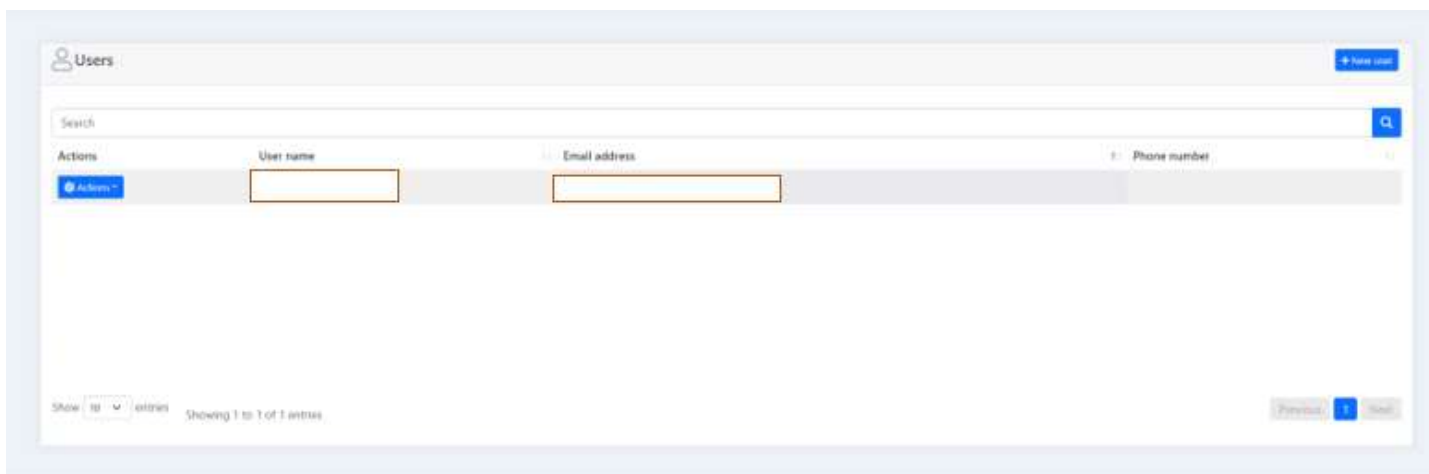 Users
+ New user
Search
Actions User name Email address Phone number
Actions
Show 10 entries Showing 1 to 1 of 1 entries
Previous 1 Next